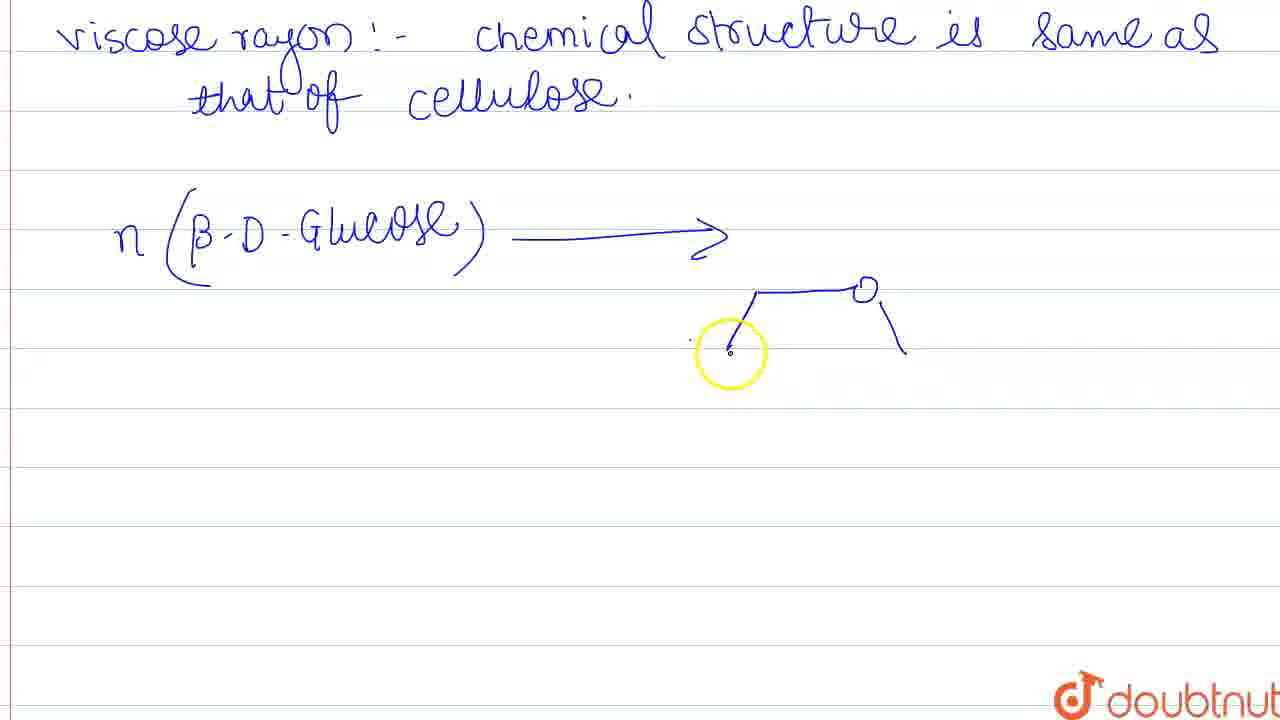 viscose rayon :- chemical structure is same as
that of cellulose.
n (β-D-Glucose)
O
doubtnut